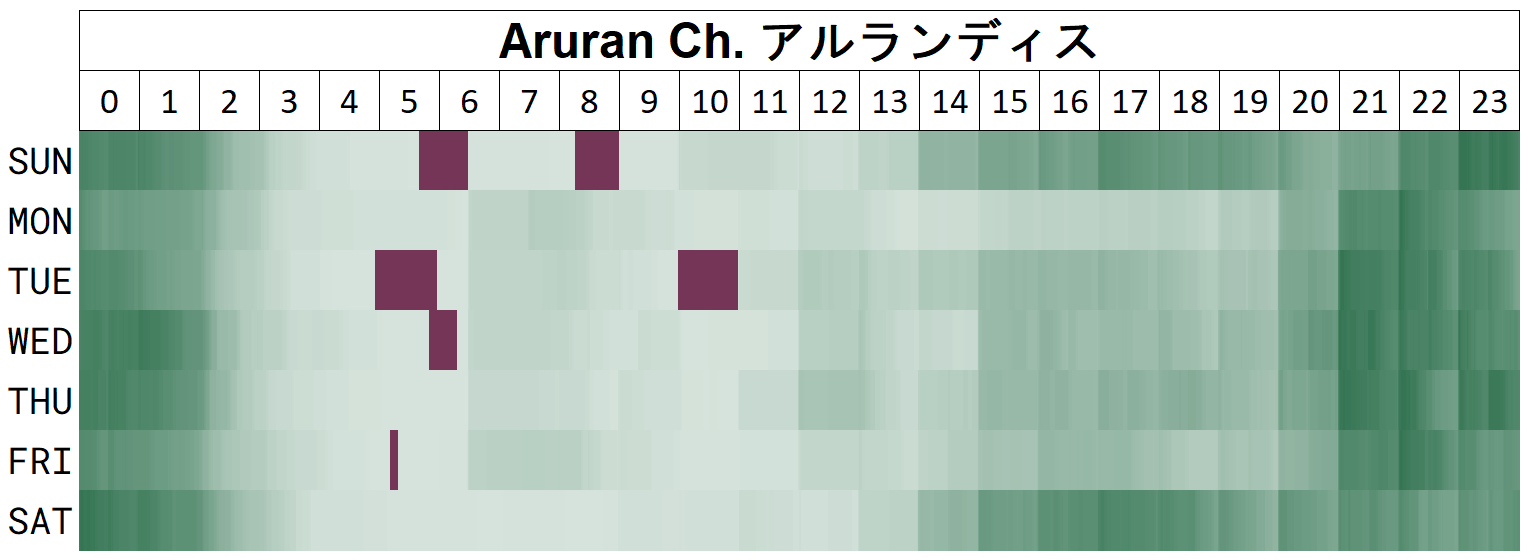 Aruran Ch. アルランディス
0 1 2 3 4 5 6 7 8 9 10 11 12 13 14 15 16 17 18 19 20 21 22 23
SUN
MON
TUE
WED
THU
FRI
SAT